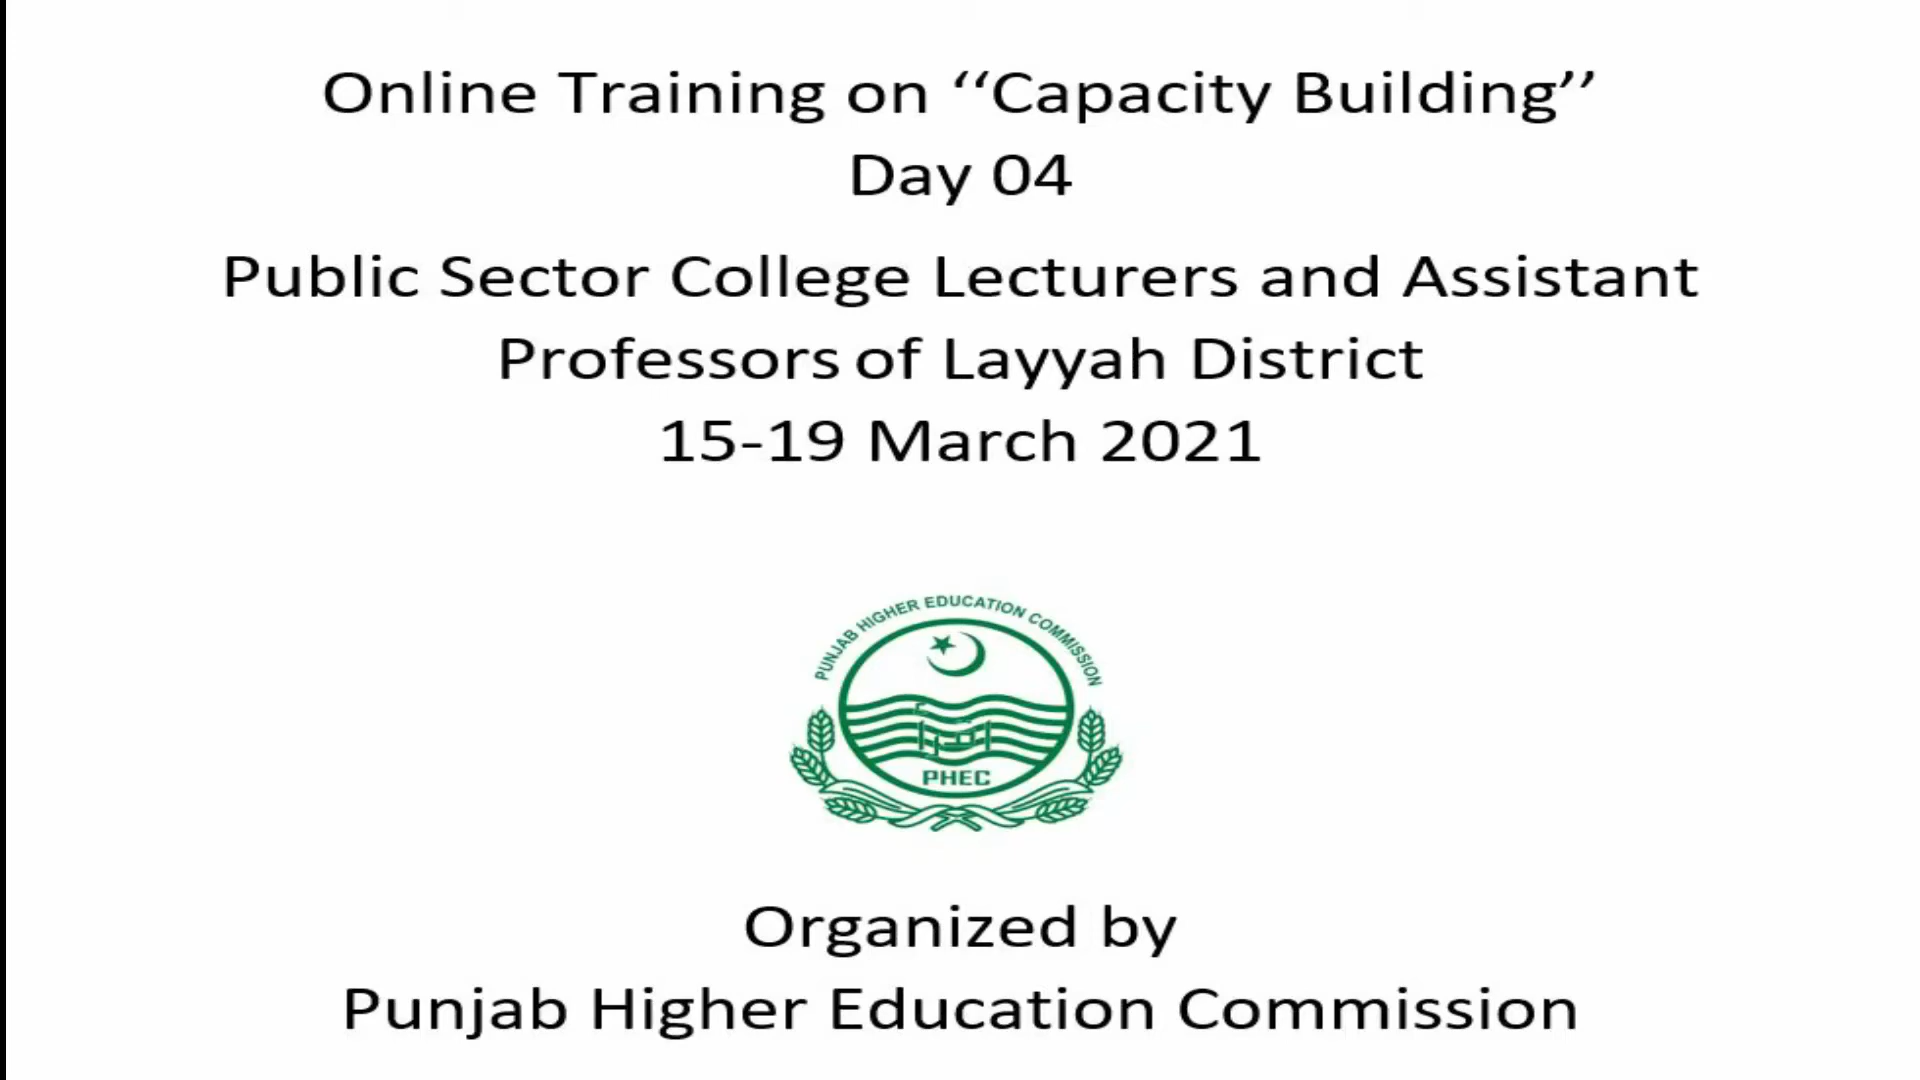 Online Training on ‘‘Capacity Building’’
Day 04
Public Sector College Lecturers and Assistant
Professors of Layyah District
15-19 March 2021
PUNJAB HIGHER EDUCATION COMMISSION
اقرأ
PHEC
Organized by
Punjab Higher Education Commission